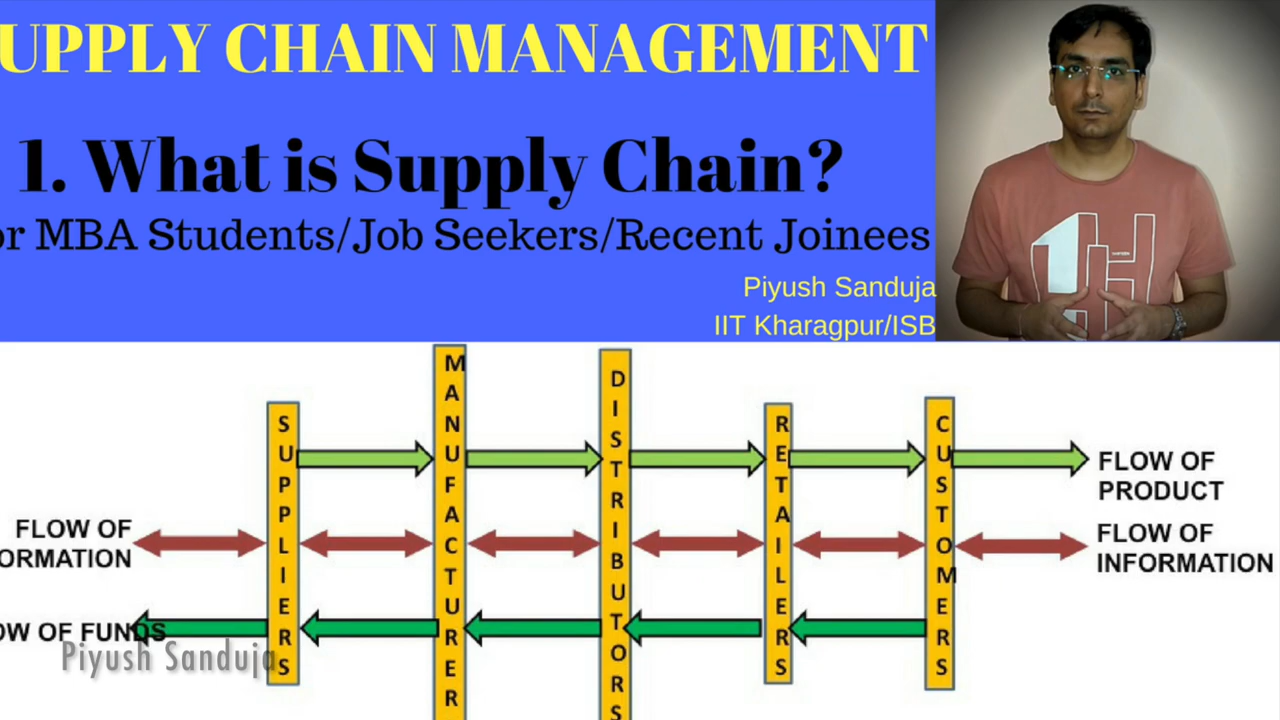 UPPLY CHAIN MANAGEMENT
1. What is Supply Chain?
or MBA Students/Job Seekers/Recent Joinees
Piyush Sanduja
IIT Kharagpur/ISB
SUPPLIERS
MANUFACTURER
DISTRIBUTORS
RETAILERS
CUSTOMERS
FLOW OF
PRODUCT
FLOW OF
ORMATION
FLOW OF
INFORMATION
OW OF FUNDS
Piyush Sanduja